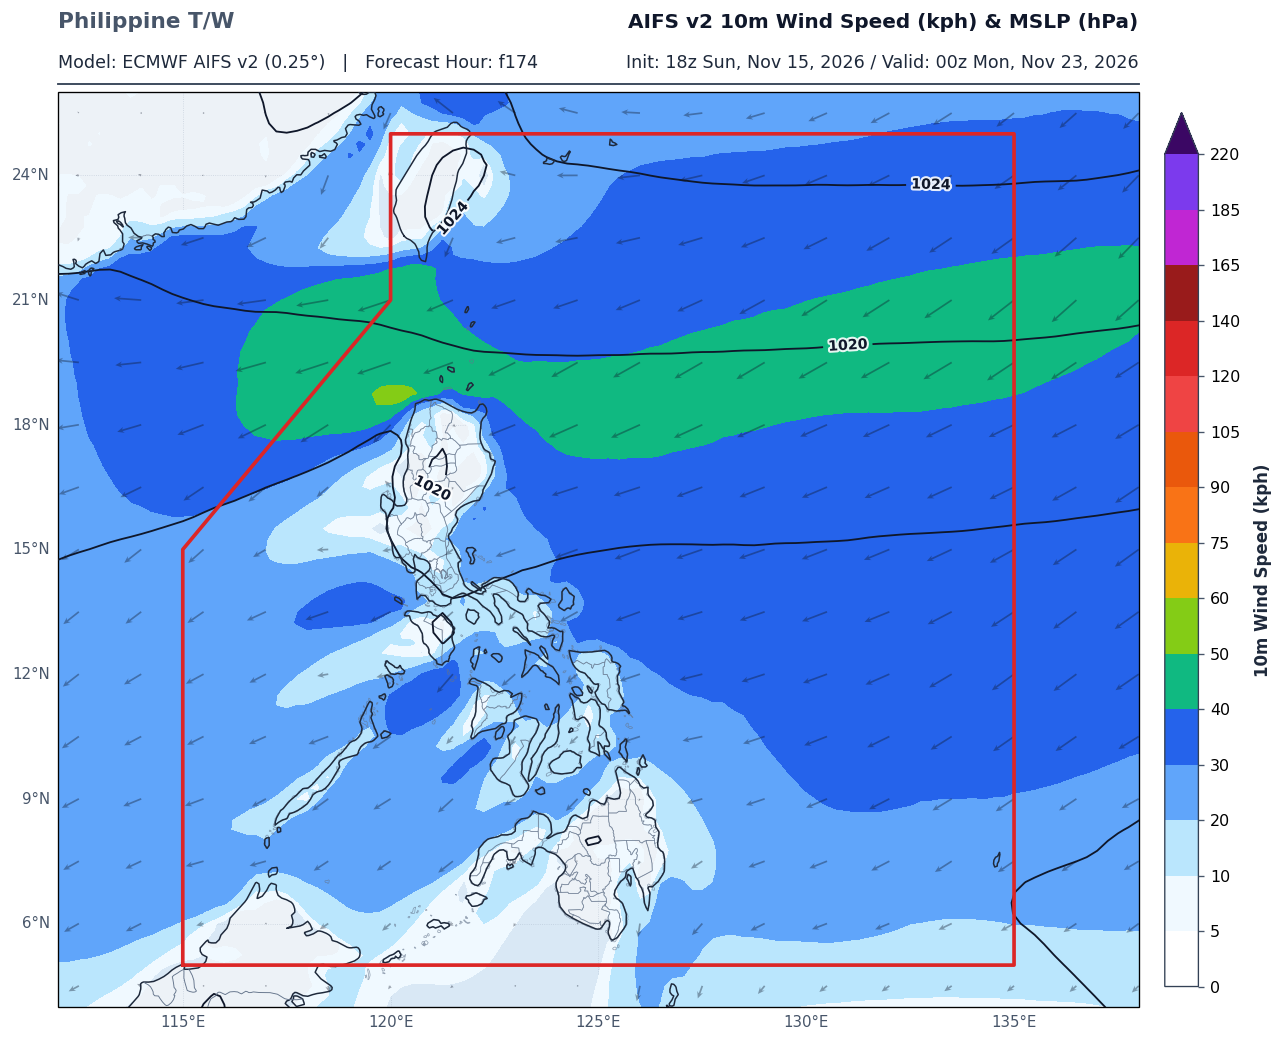 Philippine T/W
AIFS v2 10m Wind Speed (kph) & MSLP (hPa)
Model: ECMWF AIFS v2 (0.25°) | Forecast Hour: f174
Init: 18z Sun, Nov 15, 2026 / Valid: 00z Mon, Nov 23, 2026
24°N
21°N
18°N
15°N
12°N
9°N
6°N
1024
1024
1020
1020
115°E
120°E
125°E
130°E
135°E
220
185
165
140
120
105
90
75
60
50
40
30
20
10
5
0
10m Wind Speed (kph)